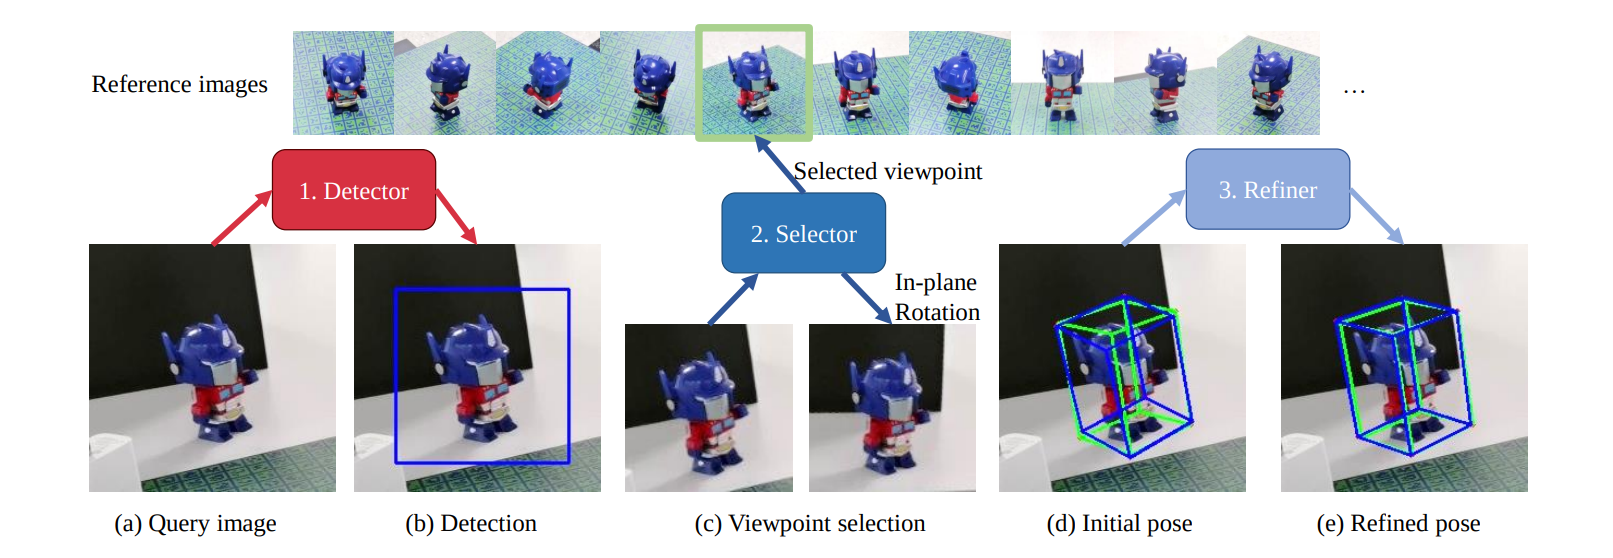 Reference images
...
1. Detector
Selected viewpoint
3. Refiner
2. Selector
In-plane
Rotation
(a) Query image
(b) Detection
(c) Viewpoint selection
(d) Initial pose
(e) Refined pose